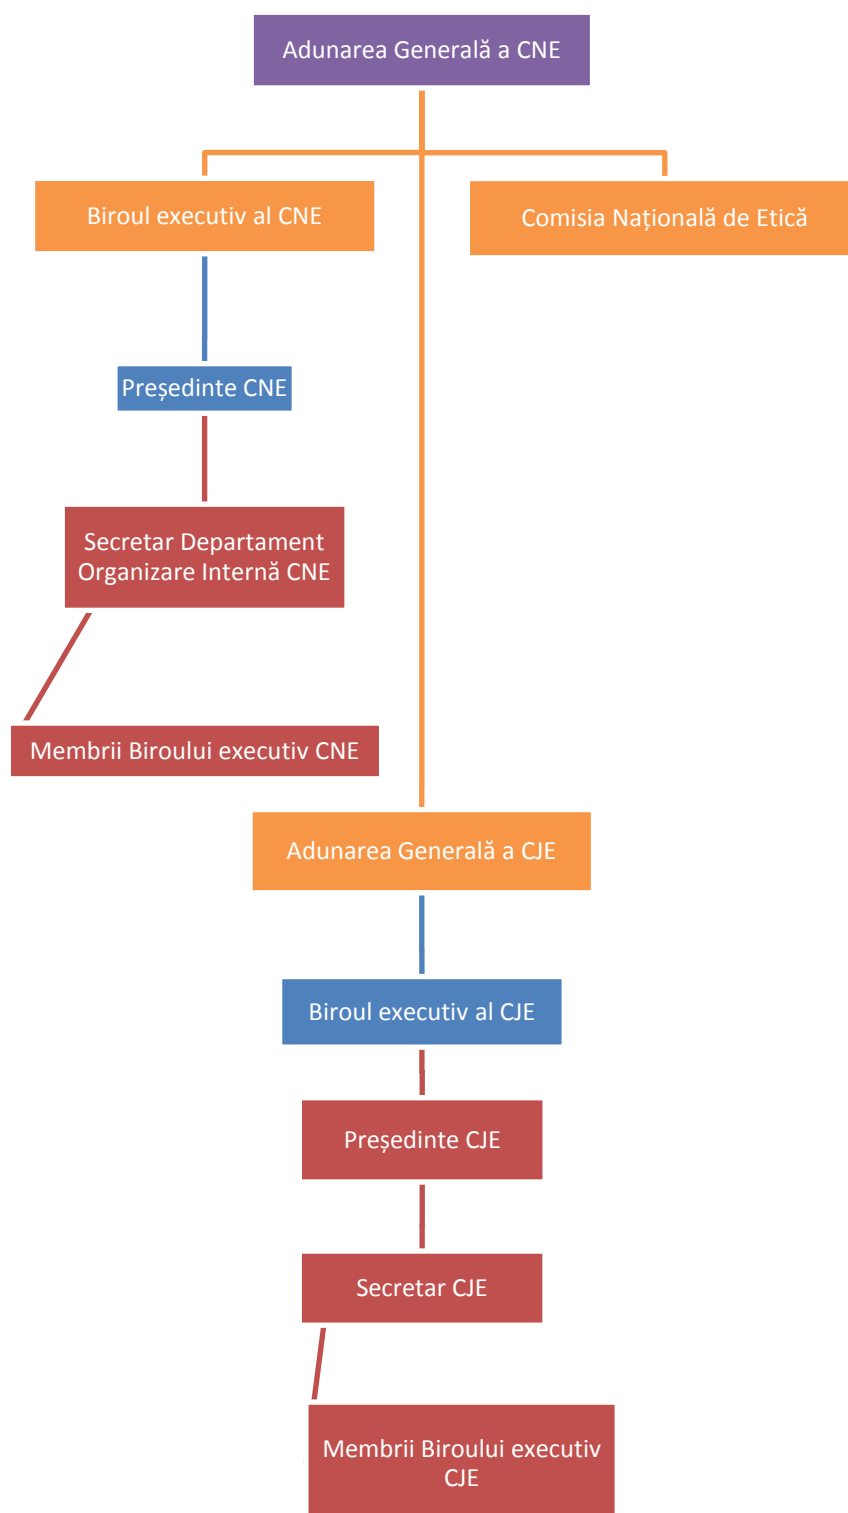 Adunarea Generală a CNE
Biroul executiv al CNE
Comisia Națională de Etică
Președinte CNE
Secretar Departament
Organizare Internă CNE
Membrii Biroului executiv CNE
Adunarea Generală a CJE
Biroul executiv al CJE
Președinte CJE
Secretar CJE
Membrii Biroului executiv
CJE